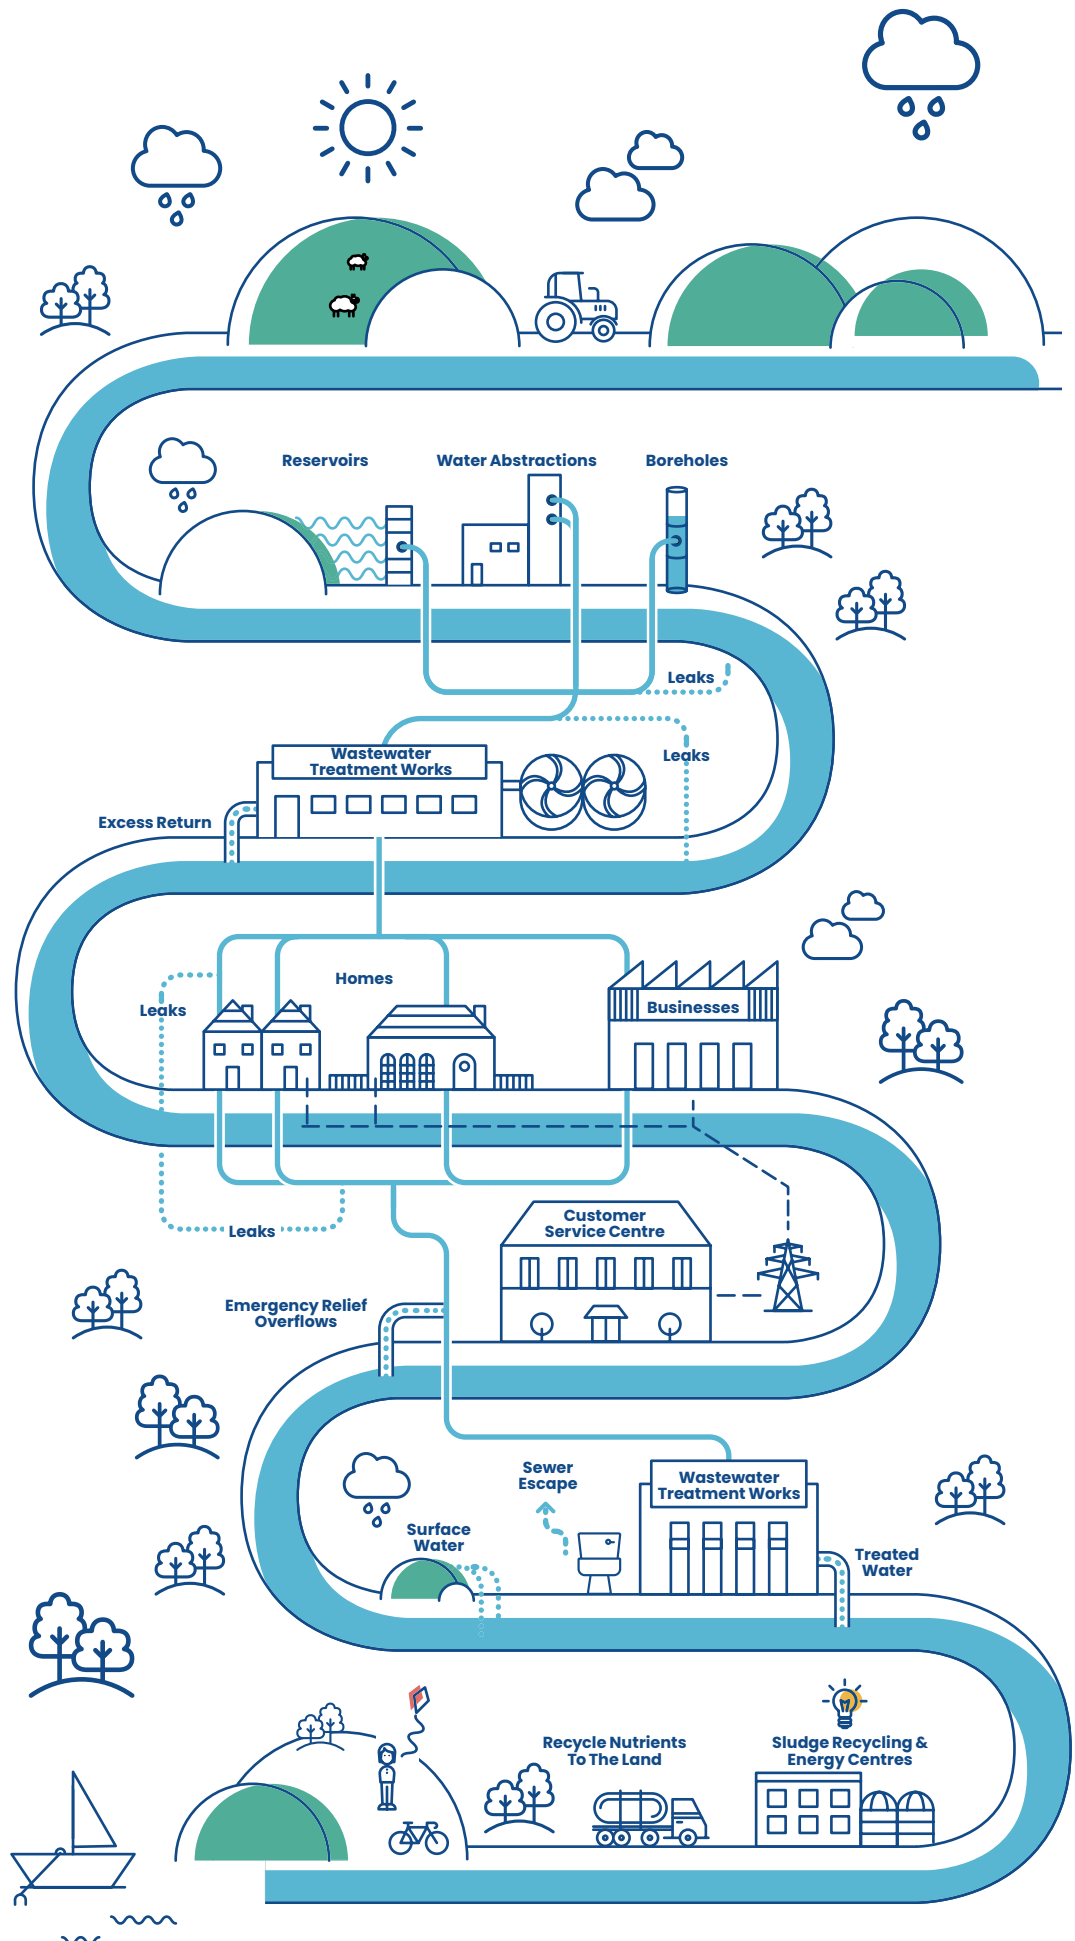 Reservoirs
Water Abstractions
Boreholes
Leaks
Wastewater
Treatment Works
Leaks
Excess Return
Homes
Businesses
Leaks
Leaks
Customer
Service Centre
Emergency Relief
Overflows
Sewer
Escape
Wastewater
Treatment Works
Surface
Water
Treated
Water
Recycle Nutrients
To The Land
Sludge Recycling &
Energy Centres